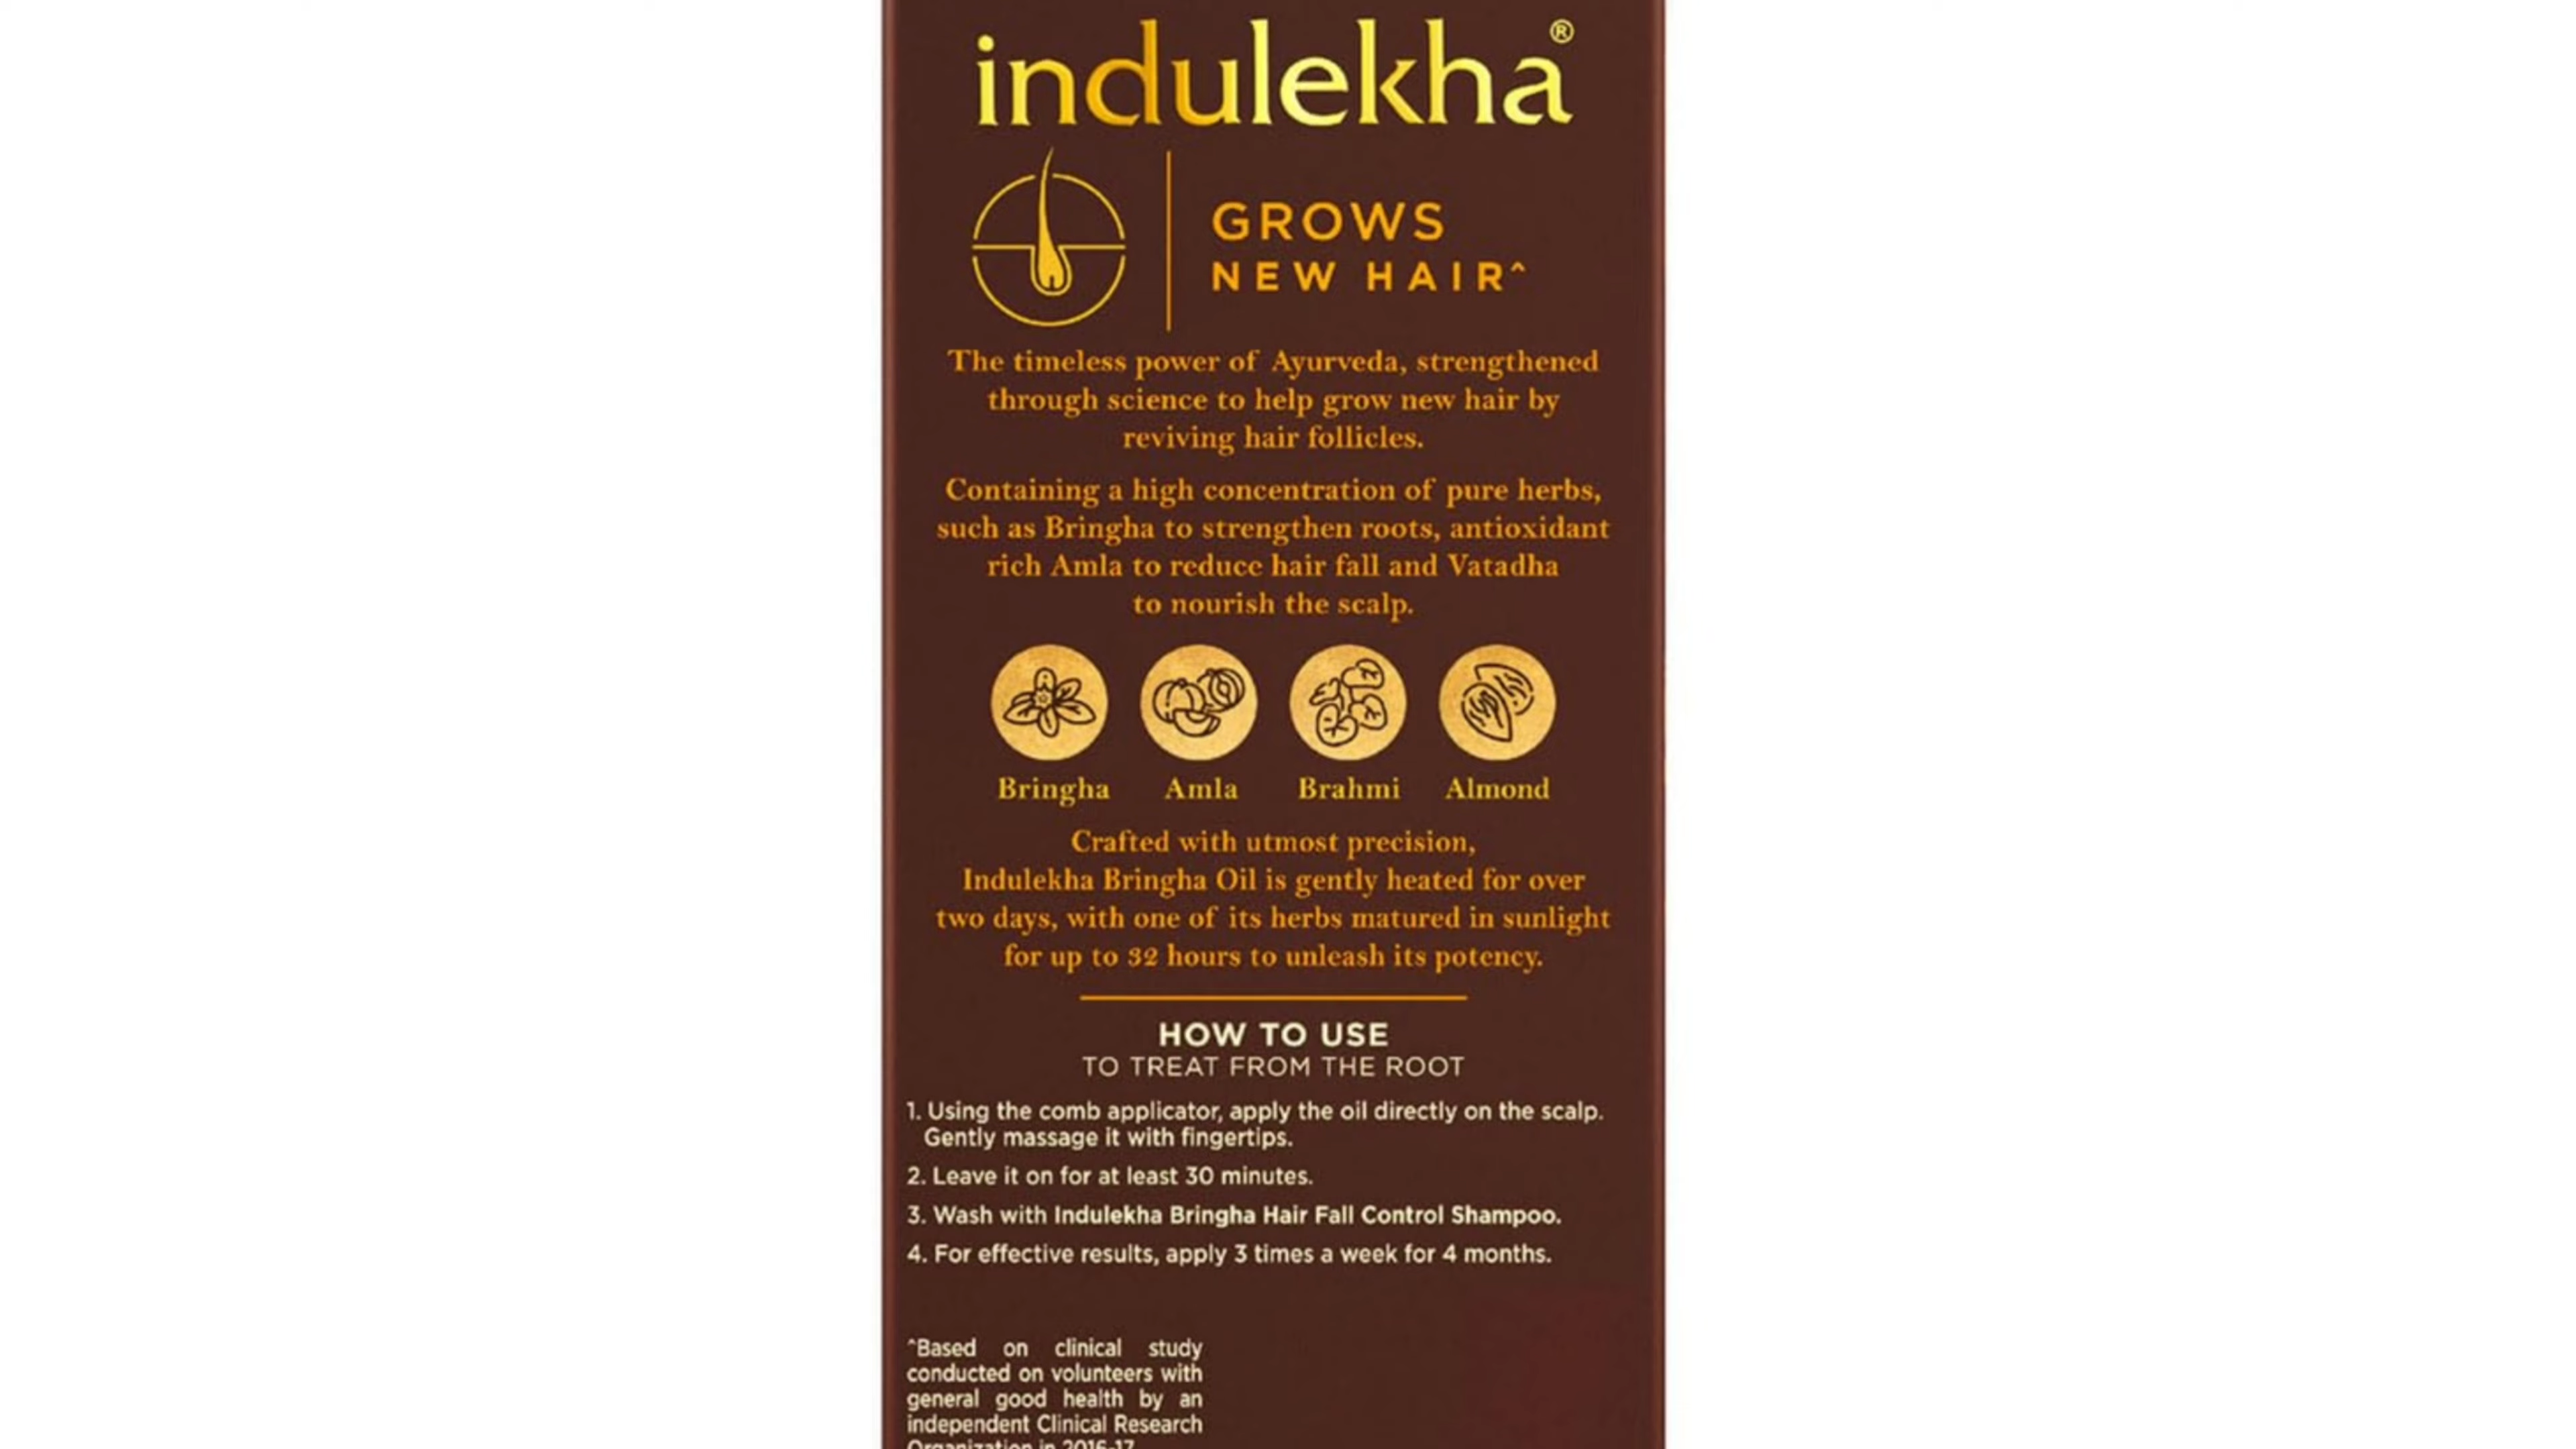 indulekha®
GROWS
NEW HAIR^
The timeless power of Ayurveda, strengthened
through science to help grow new hair by
reviving hair follicles.
Containing a high concentration of pure herbs,
such as Bringha to strengthen roots, antioxidant
rich Amla to reduce hair fall and Vatadha
to nourish the scalp.
Bringha Amla Brahmi Almond
Crafted with utmost precision,
Indulekha Bringha Oil is gently heated for over
two days, with one of its herbs matured in sunlight
for up to 32 hours to unleash its potency.
HOW TO USE
TO TREAT FROM THE ROOT
1. Using the comb applicator, apply the oil directly on the scalp.
Gently massage it with fingertips.
2. Leave it on for at least 30 minutes.
3. Wash with Indulekha Bringha Hair Fall Control Shampoo.
4. For effective results, apply 3 times a week for 4 months.
^Based on clinical study
conducted on volunteers with
general good health by an
independent Clinical Research
Organization in 2016-17